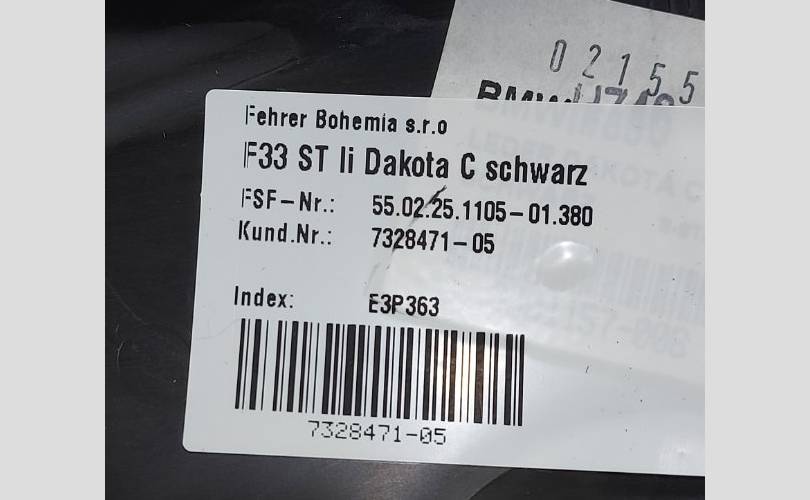 02155
Fehrer Bohemia s.r.o
F33 ST li Dakota C schwarz
FSF-Nr.: 55.02.25.1105-01.380
Kund.Nr.: 7328471-05
Index: E3P363
7328471-05